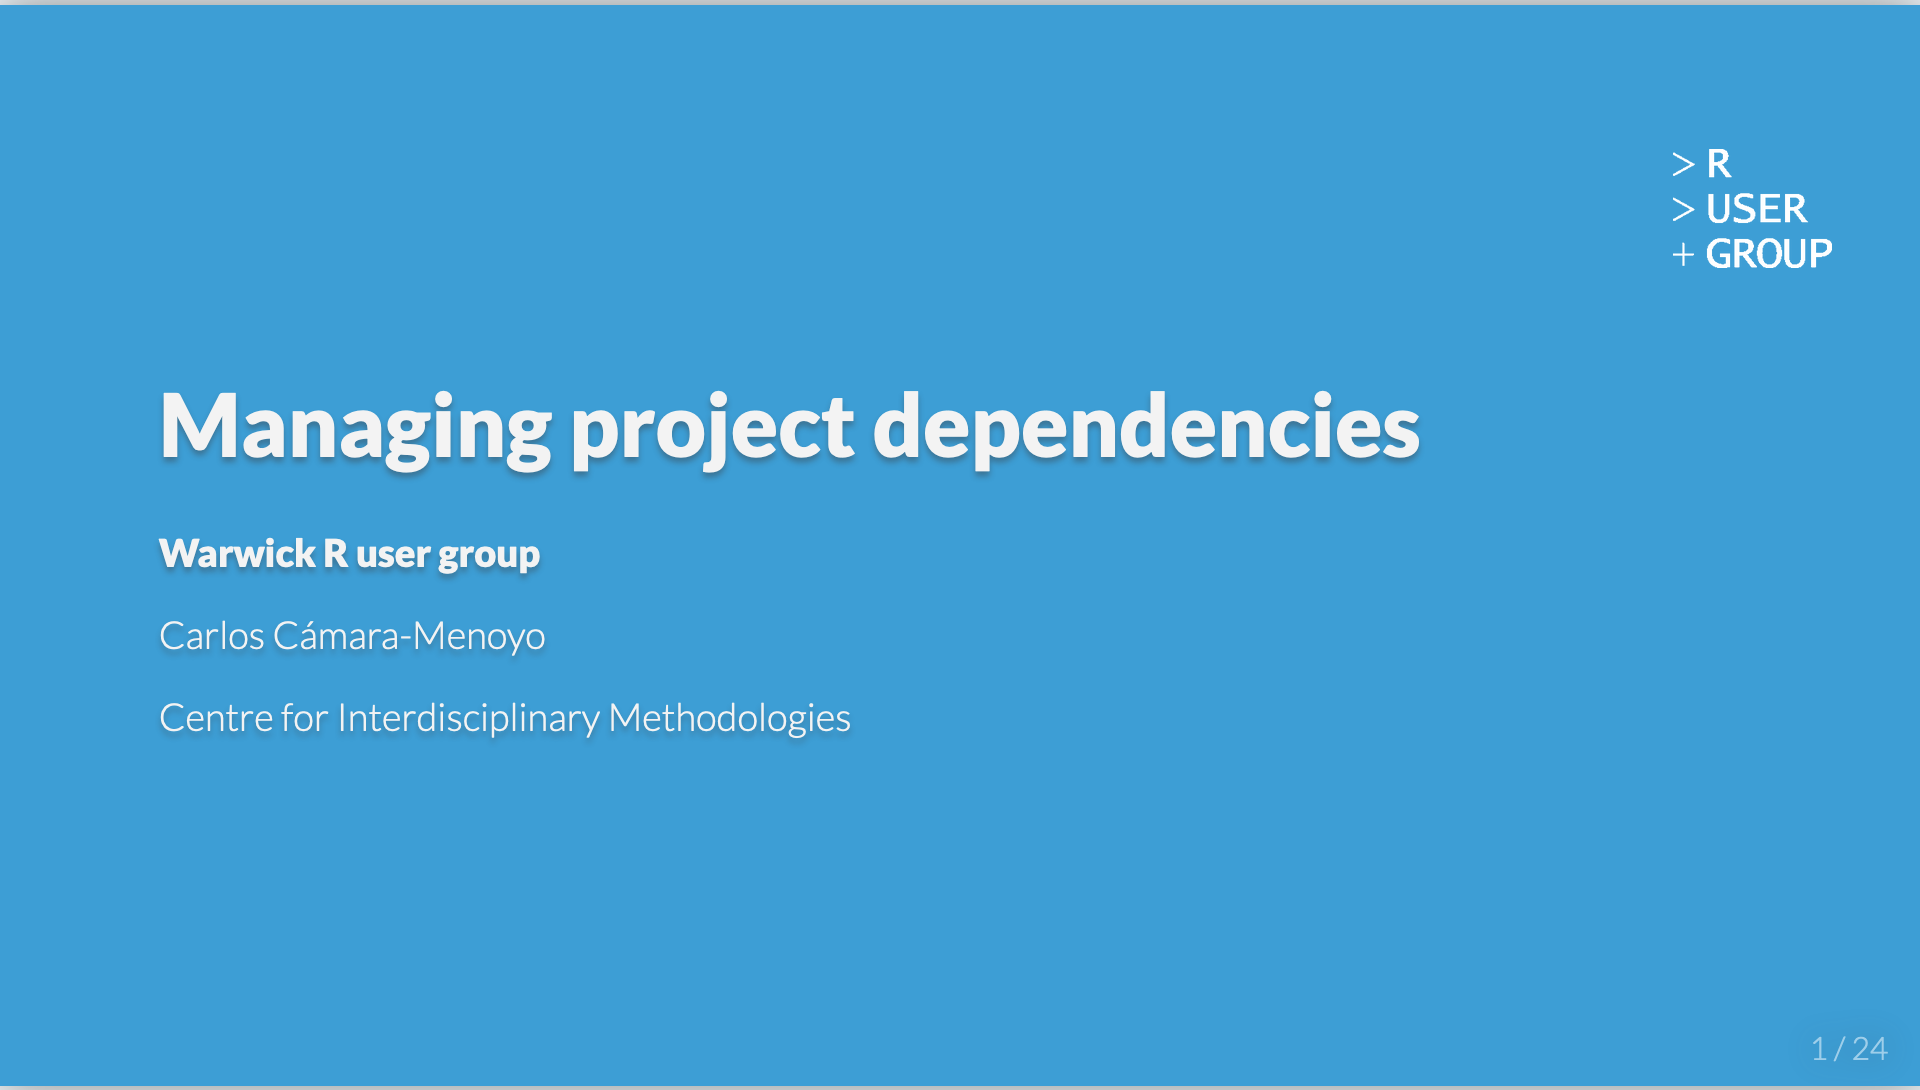 > R
> USER
+ GROUP
Managing project dependencies
Warwick R user group
Carlos Cámara-Menoyo
Centre for Interdisciplinary Methodologies
1 / 24